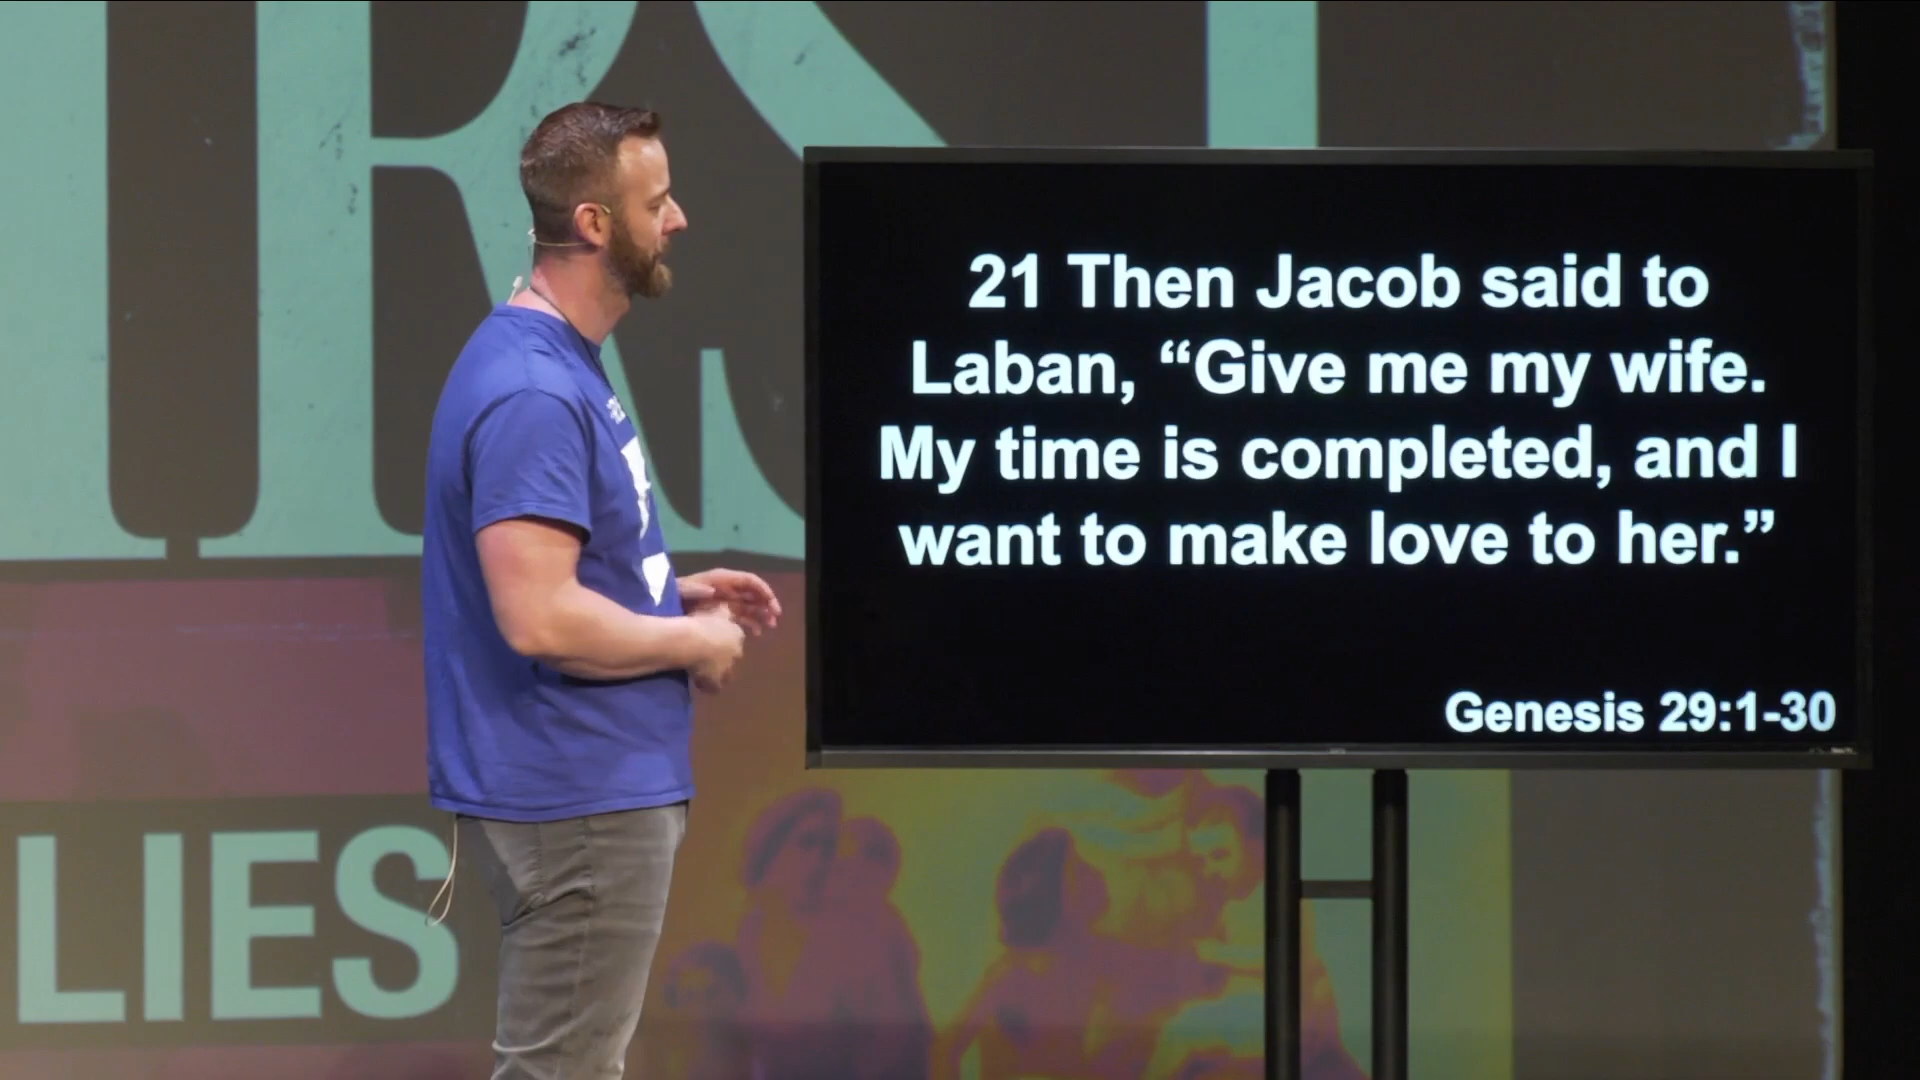 21 Then Jacob said to
Laban, “Give me my wife.
My time is completed, and I
want to make love to her.”
Genesis 29:1-30
LIES